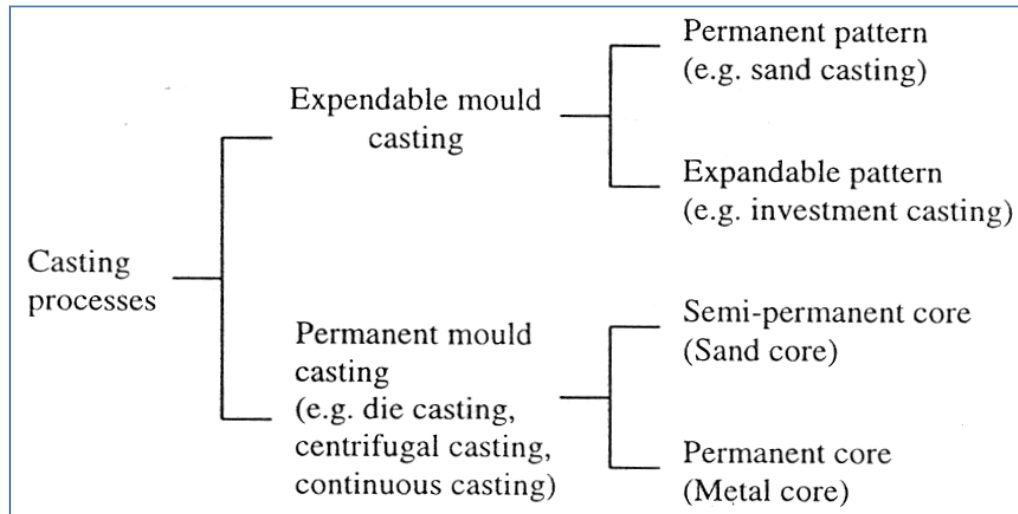 Permanent pattern
(e.g. sand casting)
Expendable mould
casting
Expandable pattern
(e.g. investment casting)
Casting
processes
Semi-permanent core
(Sand core)
Permanent mould
casting
(e.g. die casting,
centrifugal casting,
continuous casting)
Permanent core
(Metal core)